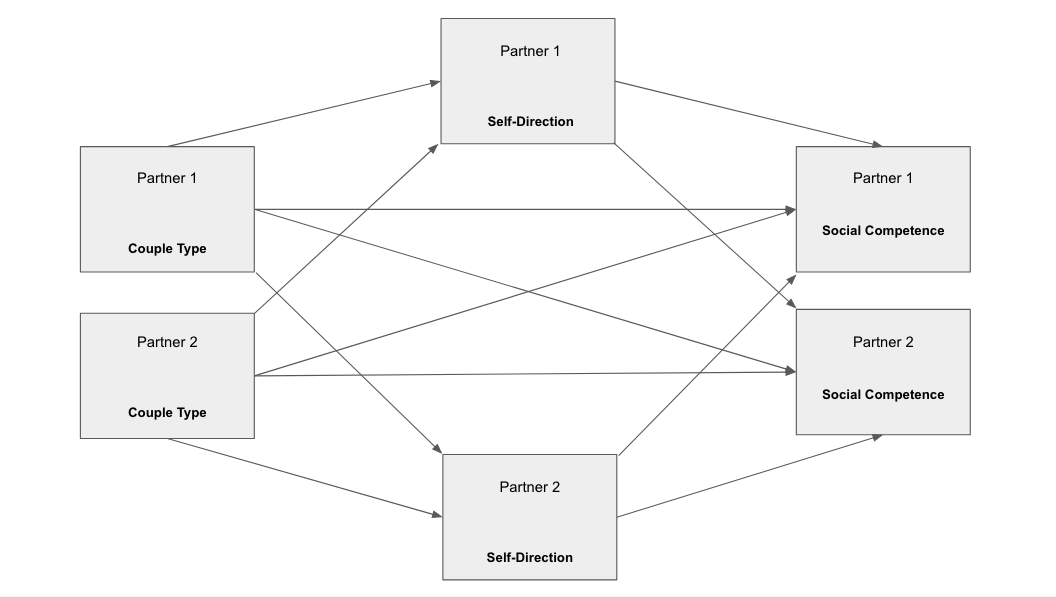 Partner 1
Self-Direction
Partner 1
Couple Type
Partner 1
Social Competence
Partner 2
Couple Type
Partner 2
Social Competence
Partner 2
Self-Direction